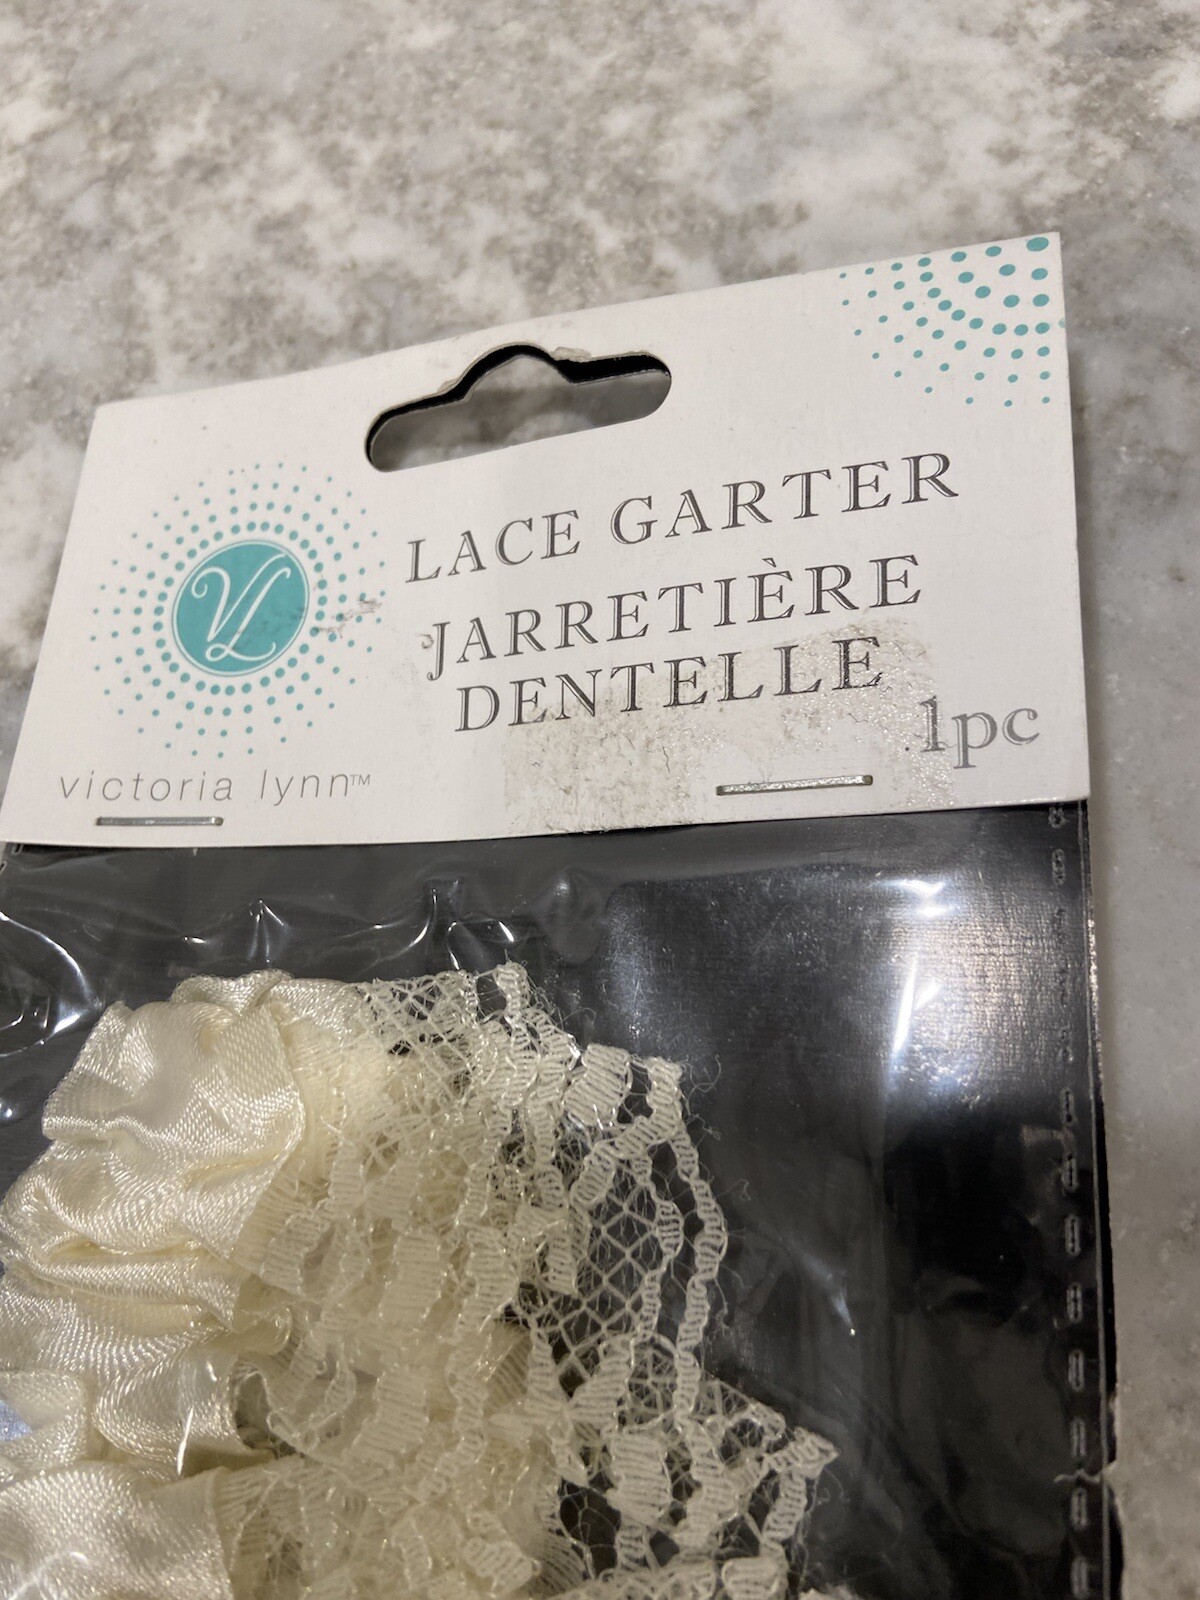 LACE GARTER
JARRETIÈRE
DENTELLE
1pc
VL
victoria lynn™